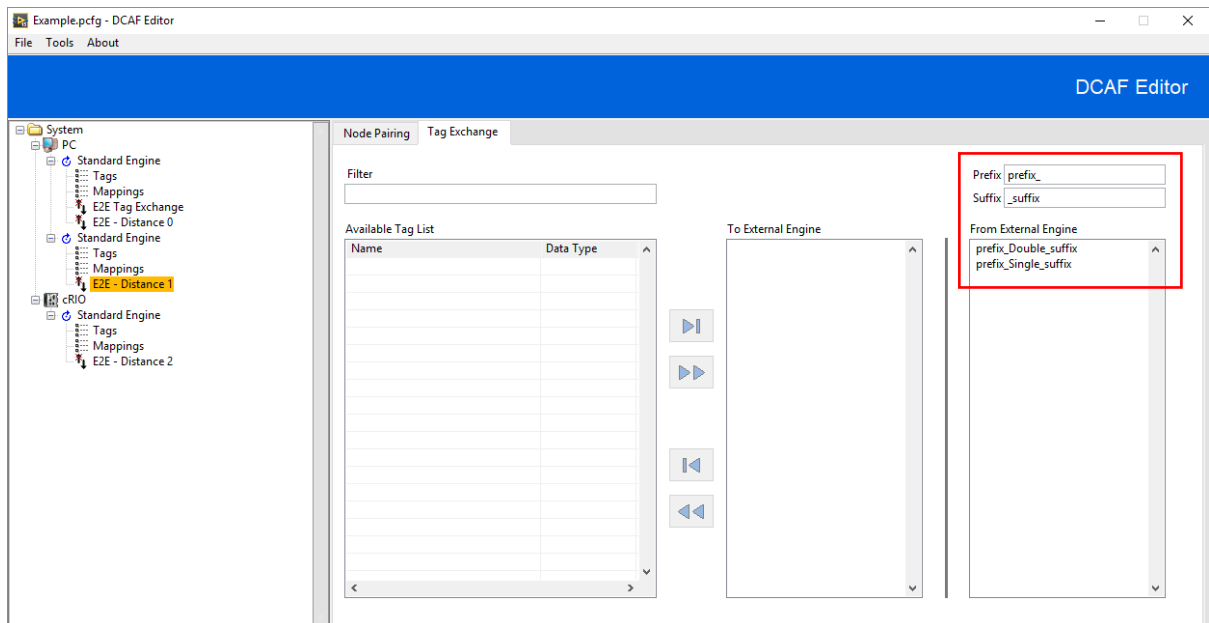 Example.pcfg - DCAF Editor
File Tools About
DCAF Editor
System
PC
Standard Engine
Tags
Mappings
E2E Tag Exchange
E2E - Distance 0
Standard Engine
Tags
Mappings
E2E - Distance 1
cRIO
Standard Engine
Tags
Mappings
E2E - Distance 2
Node Pairing Tag Exchange
Filter
Prefix prefix_
Suffix _suffix
Available Tag List
Name Data Type
To External Engine
From External Engine
prefix_Double_suffix
prefix_Single_suffix